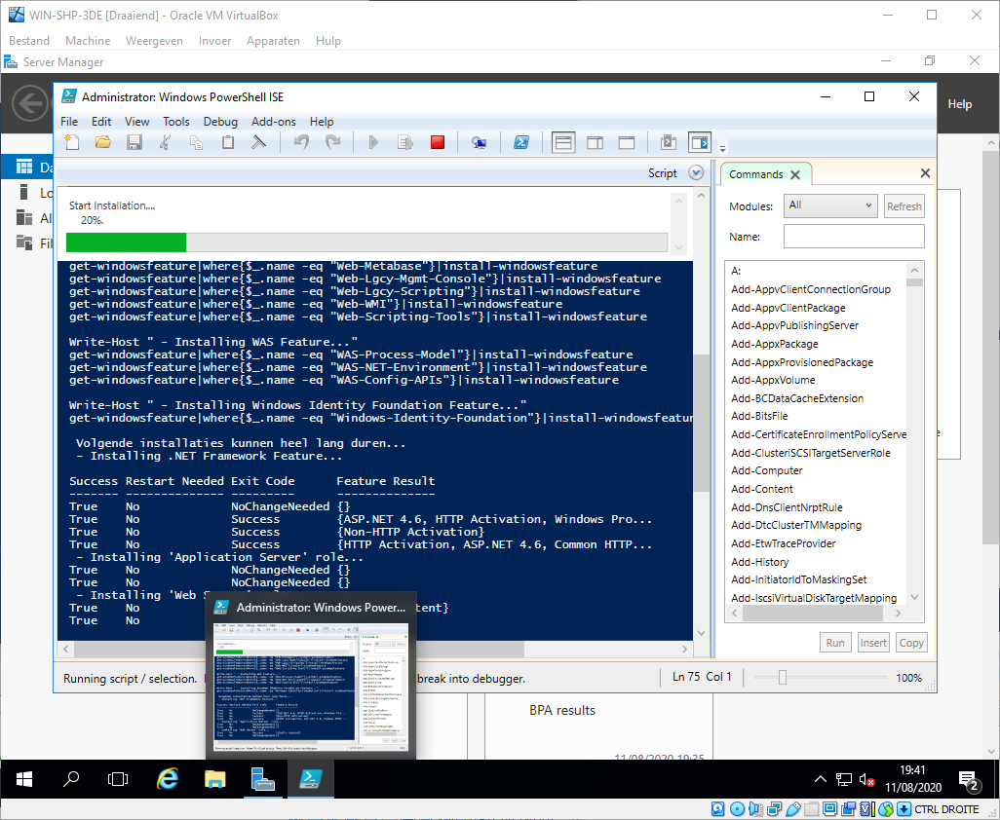 WIN-SHP-3DE [Draaiend] - Oracle VM VirtualBox
Bestand Machine Weergeven Invoer Apparaten Hulp
Server Manager
Help
Administrator: Windows PowerShell ISE
File Edit View Tools Debug Add-ons Help
Script
Start Installation....
20%.
get-windowsfeature|where{$_.name -eq "Web-Metabase"}|install-windowsfeature
get-windowsfeature|where{$_.name -eq "Web-Lgcy-Mgmt-Console"}|install-windowsfeature
get-windowsfeature|where{$_.name -eq "Web-Lgcy-Scripting"}|install-windowsfeature
get-windowsfeature|where{$_.name -eq "Web-WMI"}|install-windowsfeature
get-windowsfeature|where{$_.name -eq "Web-Scripting-Tools"}|install-windowsfeature
Write-Host " - Installing WAS Feature..."
get-windowsfeature|where{$_.name -eq "WAS-Process-Model"}|install-windowsfeature
get-windowsfeature|where{$_.name -eq "WAS-NET-Environment"}|install-windowsfeature
get-windowsfeature|where{$_.name -eq "WAS-Config-APIs"}|install-windowsfeature
Write-Host " - Installing Windows Identity Foundation Feature..."
get-windowsfeature|where{$_.name -eq "Windows-Identity-Foundation"}|install-windowsfeatur
Volgende installaties kunnen heel lang duren...
- Installing .NET Framework Feature...
Success Restart Needed Exit Code Feature Result
------- -------------- --------- --------------
True No NoChangeNeeded {}
True No Success {ASP.NET 4.6, HTTP Activation, Windows Pro...
True No Success {Non-HTTP Activation}
True No Success {HTTP Activation, ASP.NET 4.6, Common HTTP...
- Installing 'Application Server' role...
True No NoChangeNeeded {}
True No NoChangeNeeded {}
- Installing 'Web S
True No tent}
True No
Commands
Modules: All Refresh
Name:
A:
Add-AppvClientConnectionGroup
Add-AppvClientPackage
Add-AppvPublishingServer
Add-AppxPackage
Add-AppxProvisionedPackage
Add-AppxVolume
Add-BCDataCacheExtension
Add-BitsFile
Add-CertificateEnrollmentPolicyServe
Add-ClusteriSCSITargetServerRole
Add-Computer
Add-Content
Add-DnsClientNrptRule
Add-DtcClusterTMMapping
Add-EtwTraceProvider
Add-History
Add-InitiatorIdToMaskingSet
Add-IscsiVirtualDiskTargetMapping
Run Insert Copy
Administrator: Windows Power...
Running script / selection. break into debugger. Ln 75 Col 1 100%
Da
Lo
Al
Fil
BPA results
11/08/2020 19:35
19:41
11/08/2020
2
CTRL DROITE